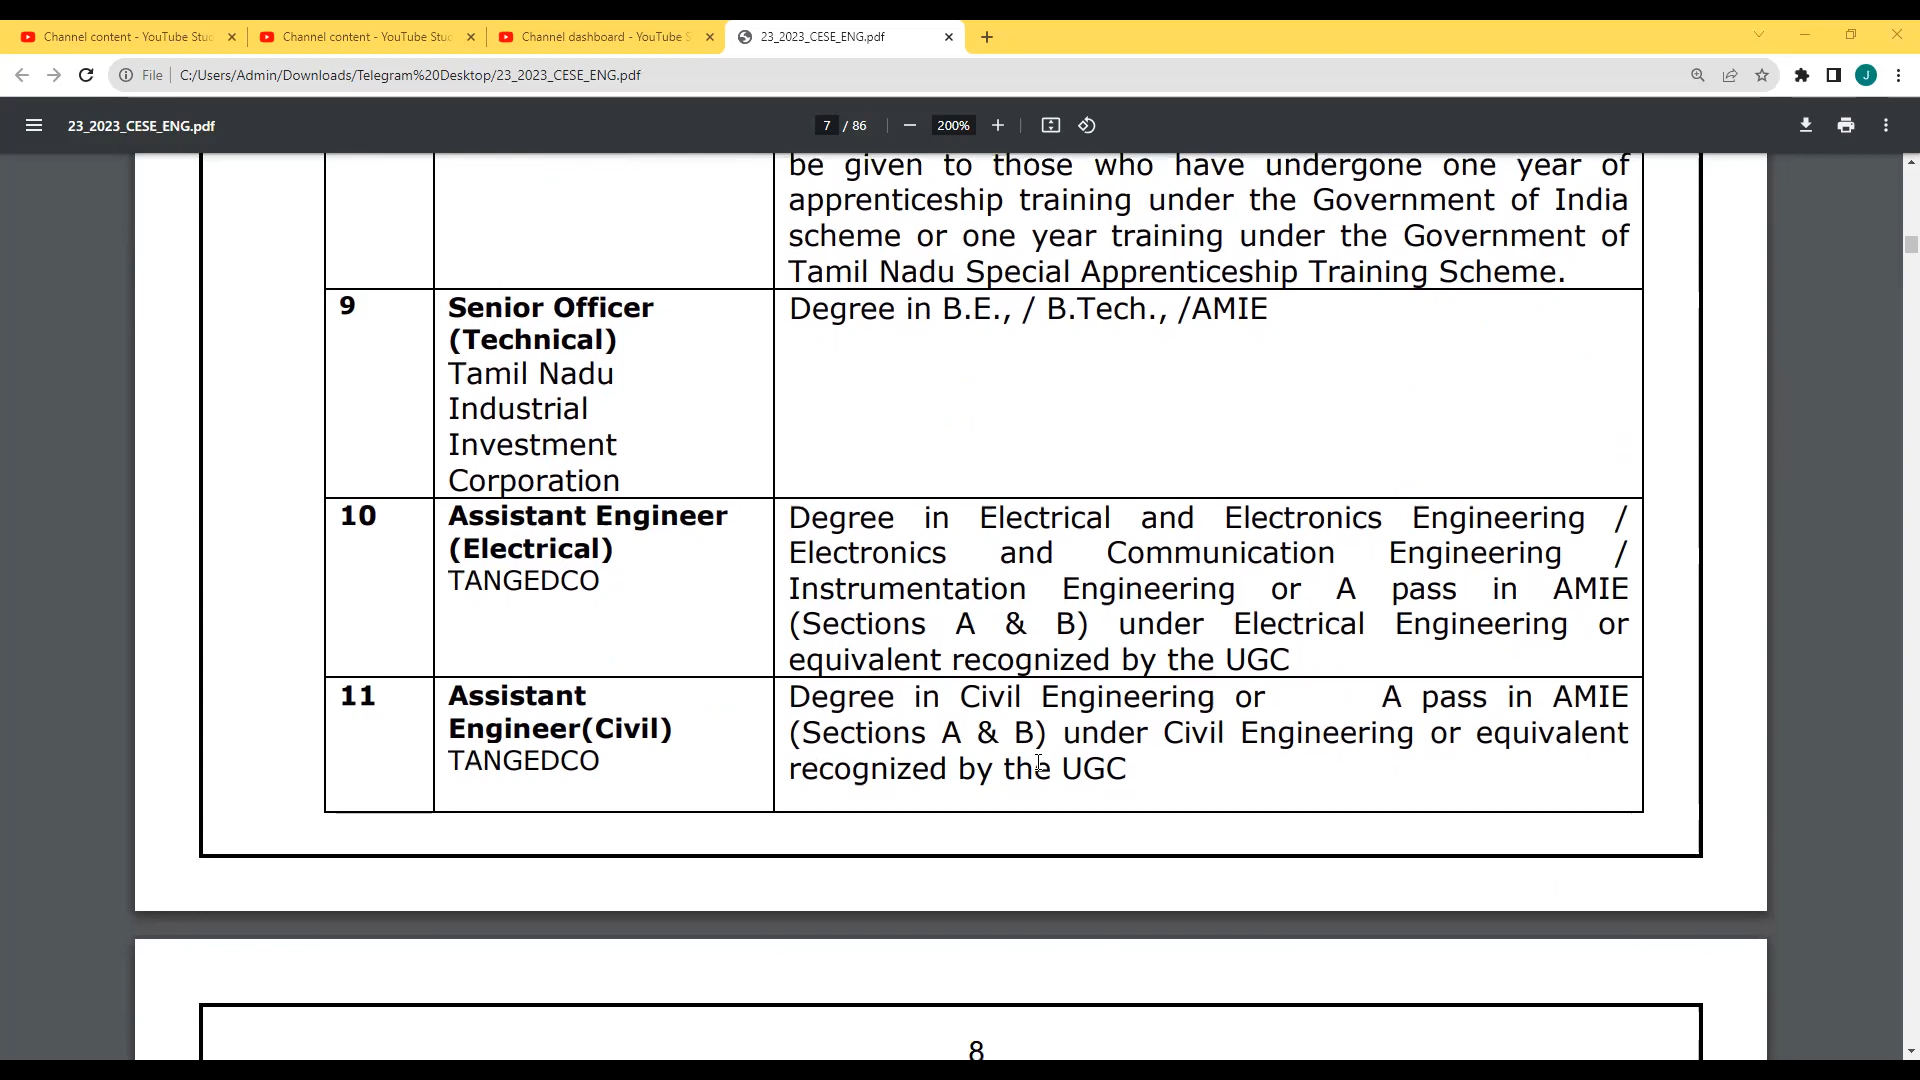 Channel content - YouTube Stud
Channel content - YouTube Stud
Channel dashboard - YouTube S
23_2023_CESE_ENG.pdf
File
C:/Users/Admin/Downloads/Telegram%20Desktop/23_2023_CESE_ENG.pdf
J
23_2023_CESE_ENG.pdf
7 / 86
200%
be given to those who have undergone one year of
apprenticeship training under the Government of India
scheme or one year training under the Government of
Tamil Nadu Special Apprenticeship Training Scheme.
9
Senior Officer
(Technical)
Tamil Nadu
Industrial
Investment
Corporation
Degree in B.E., / B.Tech., /AMIE
10
Assistant Engineer
(Electrical)
TANGEDCO
Degree in Electrical and Electronics Engineering /
Electronics and Communication Engineering /
Instrumentation Engineering or A pass in AMIE
(Sections A & B) under Electrical Engineering or
equivalent recognized by the UGC
11
Assistant
Engineer(Civil)
TANGEDCO
Degree in Civil Engineering or A pass in AMIE
(Sections A & B) under Civil Engineering or equivalent
recognized by the UGC
8